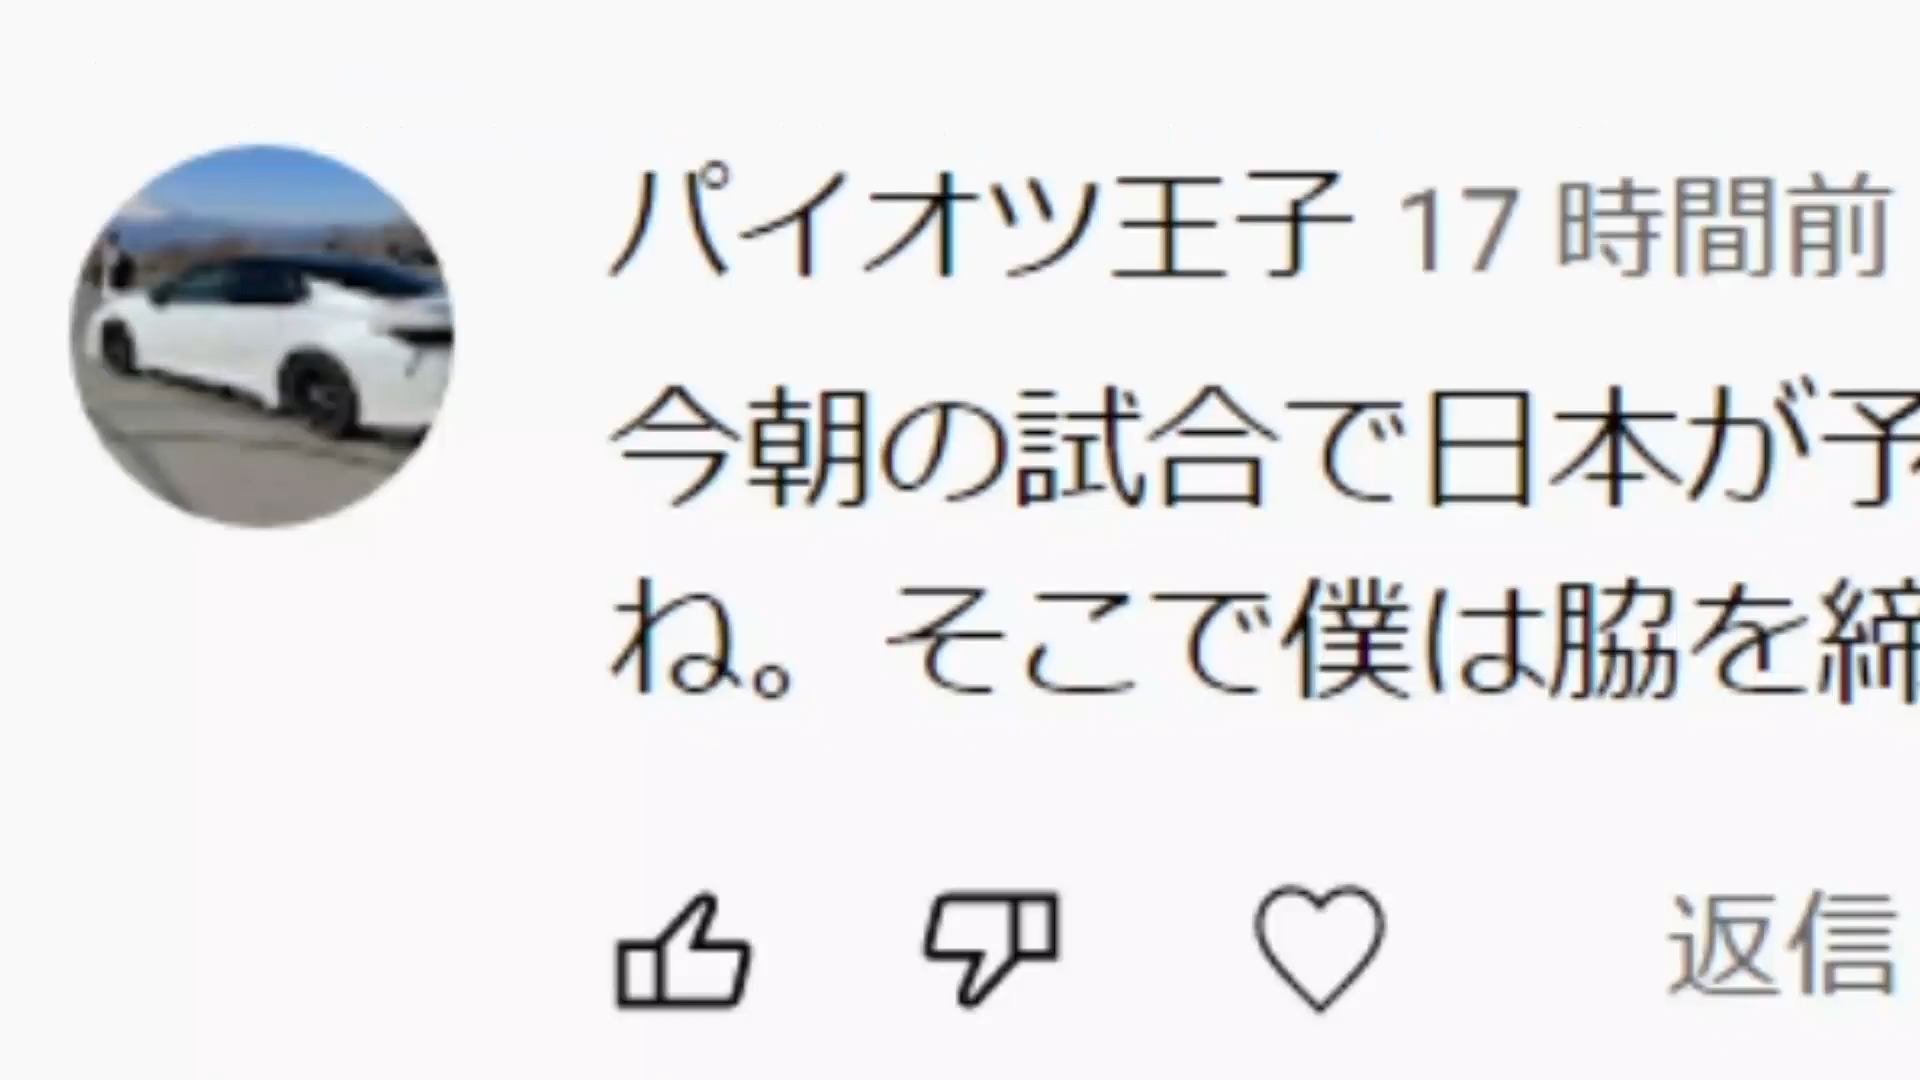 パイオツ王子 17 時間前
今朝の試合で日本が予
ね。そこで僕は脇を締
返信